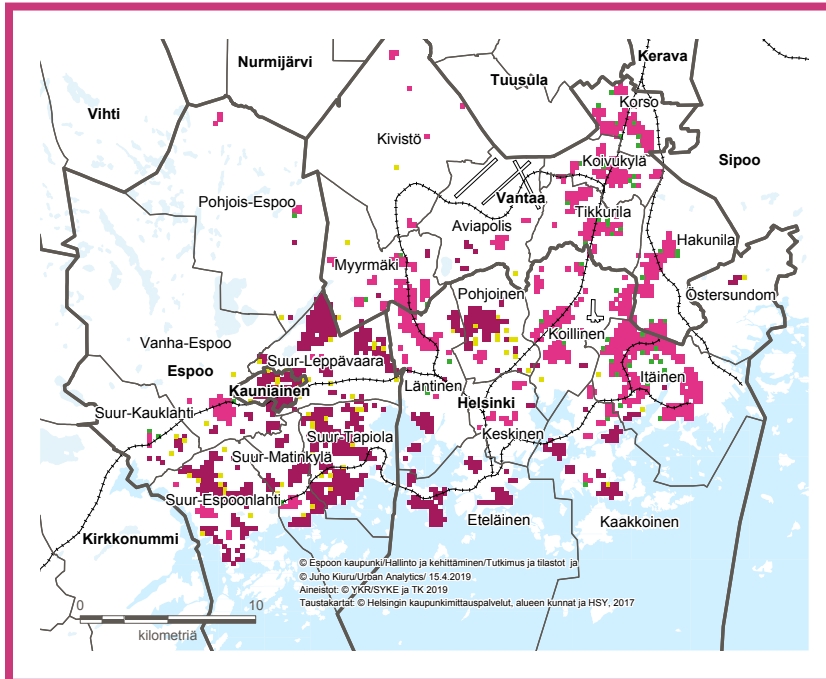 Nurmijärvi
Kerava
Tuusula
Korso
Vihti
Kivistö
Koivukylä
Sipoo
Pohjois-Espoo
Vantaa
Tikkurila
Aviapolis
Hakunila
Myyrmäki
Pohjoinen
Östersundom
Koillinen
Vanha-Espoo
Suur-Leppävaara
Espoo
Itäinen
Kauniainen
Läntinen
Helsinki
Suur-Kauklahti
Keskinen
Suur-Tapiola
Suur-Matinkylä
Suur-Espoonlahti
Eteläinen
Kaakkoinen
Kirkkonummi
© Espoon kaupunki/Hallinto ja kehittäminen/Tutkimus ja tilastot ja
© Juho Kiuru/Urban Analytics/ 15.4.2019
Aineistot: © YKR/SYKE ja TK 2019
Taustakartat: © Helsingin kaupunkimittauspalvelut, alueen kunnat ja HSY, 2017
0 10
kilometriä